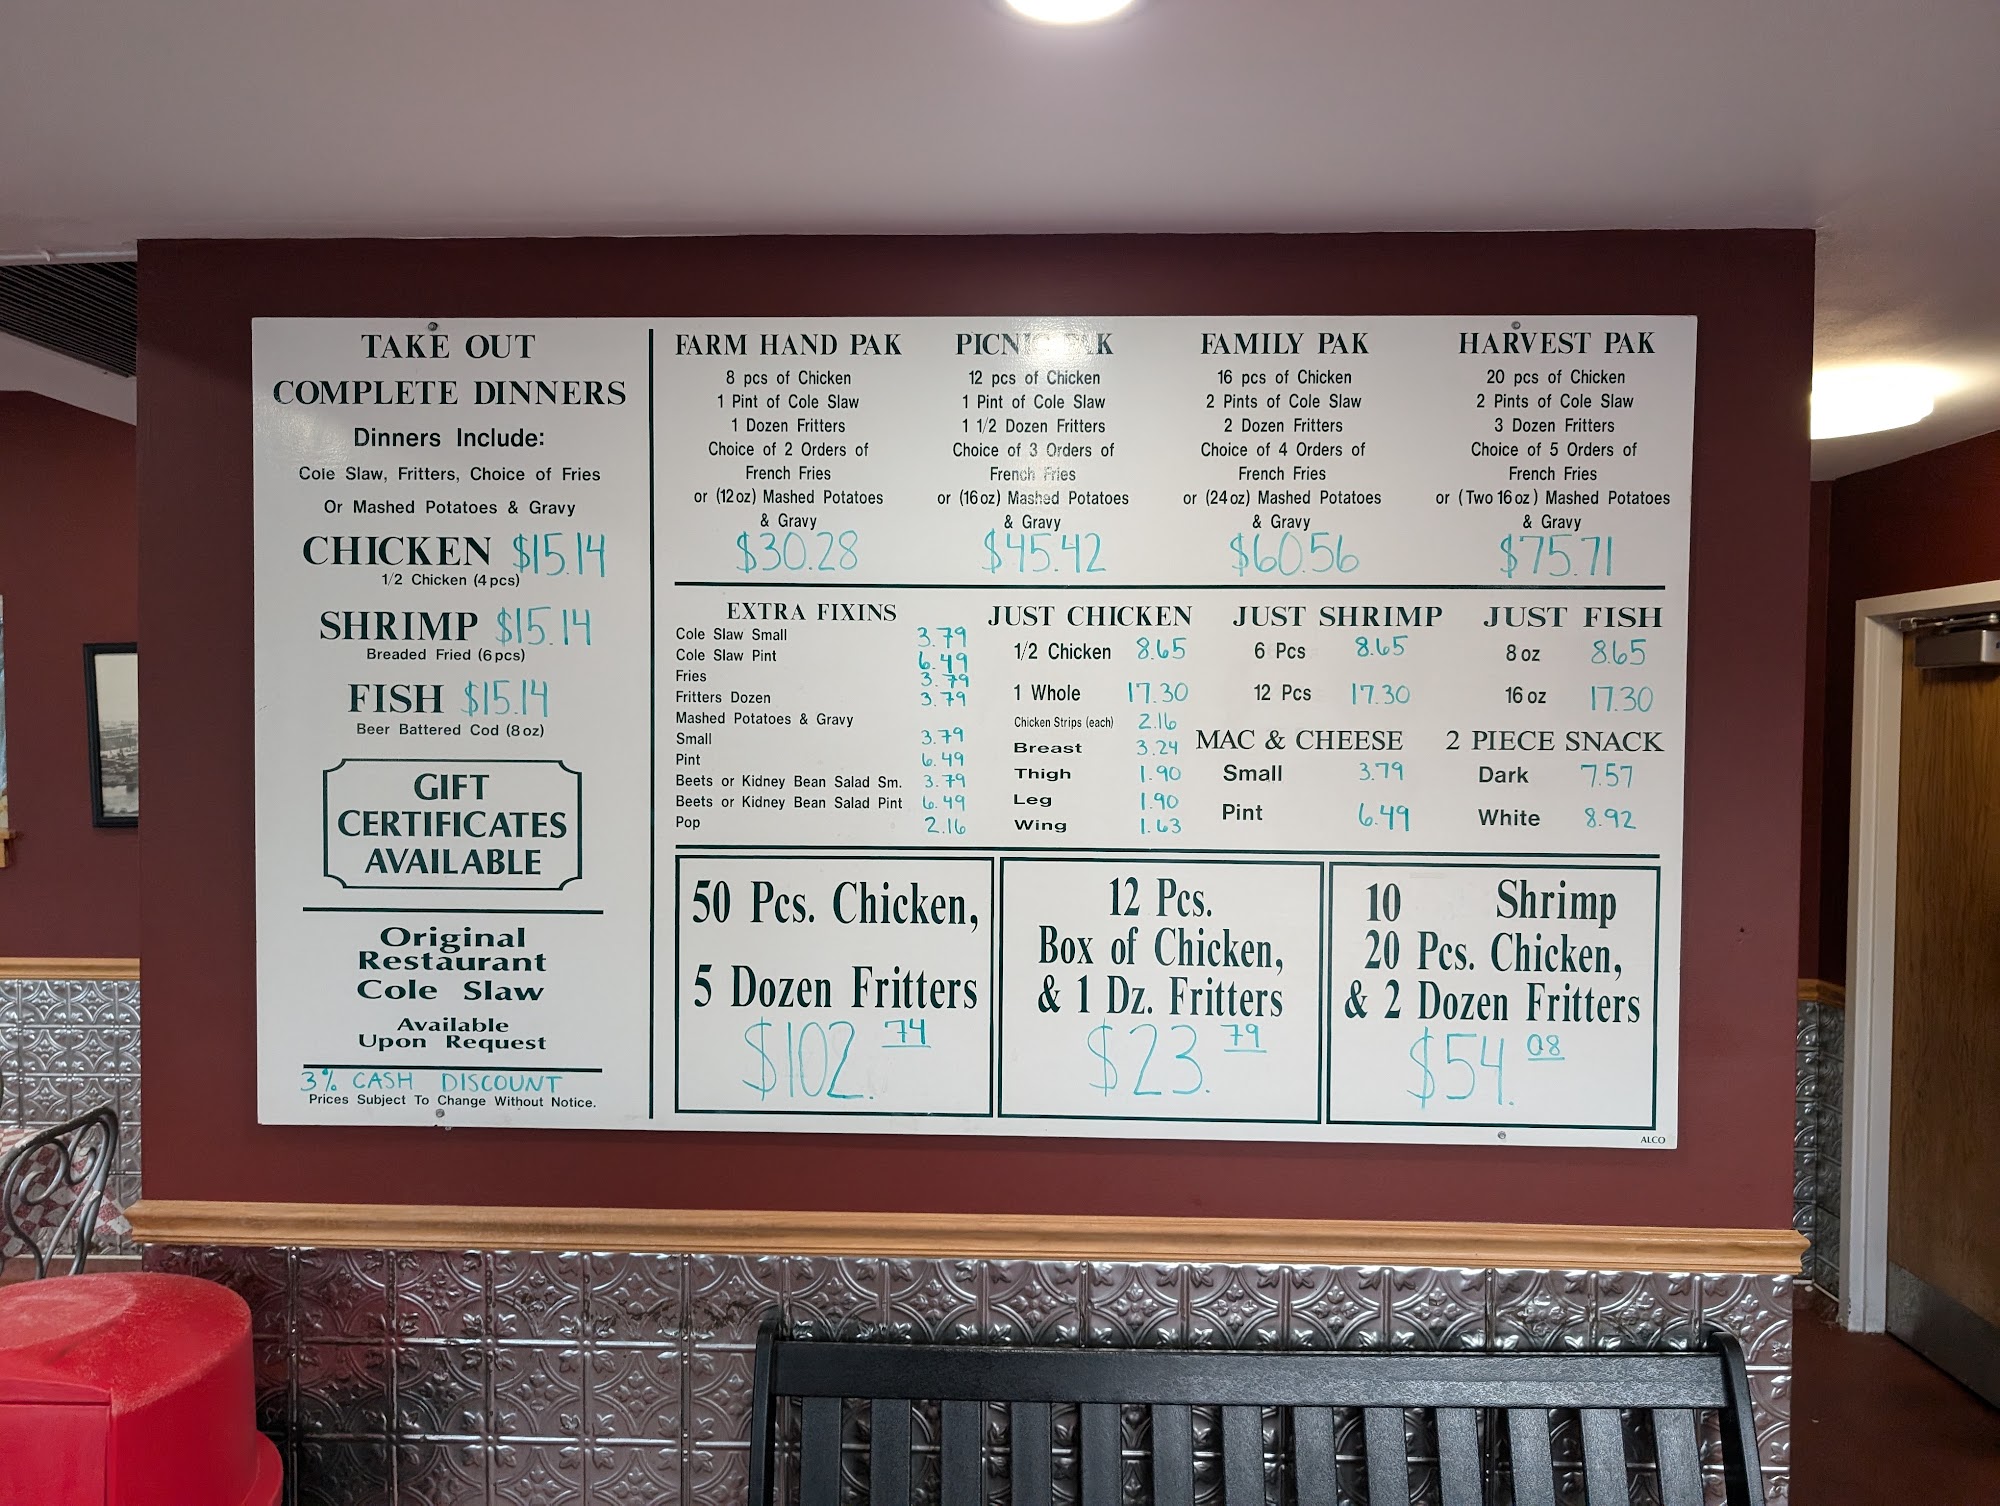 TAKE OUT
COMPLETE DINNERS
Dinners Include:
Cole Slaw, Fritters, Choice of Fries
Or Mashed Potatoes & Gravy
CHICKEN $15.14
1/2 Chicken (4 pcs)
SHRIMP $15.14
Breaded Fried (6 pcs)
FISH $15.14
Beer Battered Cod (8 oz)
GIFT
CERTIFICATES
AVAILABLE
Original
Restaurant
Cole Slaw
Available
Upon Request
3% CASH DISCOUNT
Prices Subject To Change Without Notice.
FARM HAND PAK
8 pcs of Chicken
1 Pint of Cole Slaw
1 Dozen Fritters
Choice of 2 Orders of
French Fries
or (12 oz) Mashed Potatoes
& Gravy
$30.28
PICNIC PAK
12 pcs of Chicken
1 Pint of Cole Slaw
1 1/2 Dozen Fritters
Choice of 3 Orders of
French Fries
or (16 oz) Mashed Potatoes
& Gravy
$45.42
FAMILY PAK
16 pcs of Chicken
2 Pints of Cole Slaw
2 Dozen Fritters
Choice of 4 Orders of
French Fries
or (24 oz) Mashed Potatoes
& Gravy
$60.56
HARVEST PAK
20 pcs of Chicken
2 Pints of Cole Slaw
3 Dozen Fritters
Choice of 5 Orders of
French Fries
or (Two 16 oz) Mashed Potatoes
& Gravy
$75.71
EXTRA FIXINS
Cole Slaw Small 3.79
Cole Slaw Pint 6.49
Fries 3.79
Fritters Dozen 3.79
Mashed Potatoes & Gravy
Small 3.79
Pint 6.49
Beets or Kidney Bean Salad Sm. 3.79
Beets or Kidney Bean Salad Pint 6.49
Pop 2.16
JUST CHICKEN
1/2 Chicken 8.65
1 Whole 17.30
Chicken Strips (each) 2.16
Breast 3.24
Thigh 1.90
Leg 1.90
Wing 1.63
JUST SHRIMP
6 Pcs 8.65
12 Pcs 17.30
MAC & CHEESE
Small 3.79
Pint 6.49
JUST FISH
8 oz 8.65
16 oz 17.30
2 PIECE SNACK
Dark 7.57
White 8.92
50 Pcs. Chicken,
5 Dozen Fritters
$102.74
12 Pcs.
Box of Chicken,
& 1 Dz. Fritters
$23.79
10 Shrimp
20 Pcs. Chicken,
& 2 Dozen Fritters
$54.08
ALCO